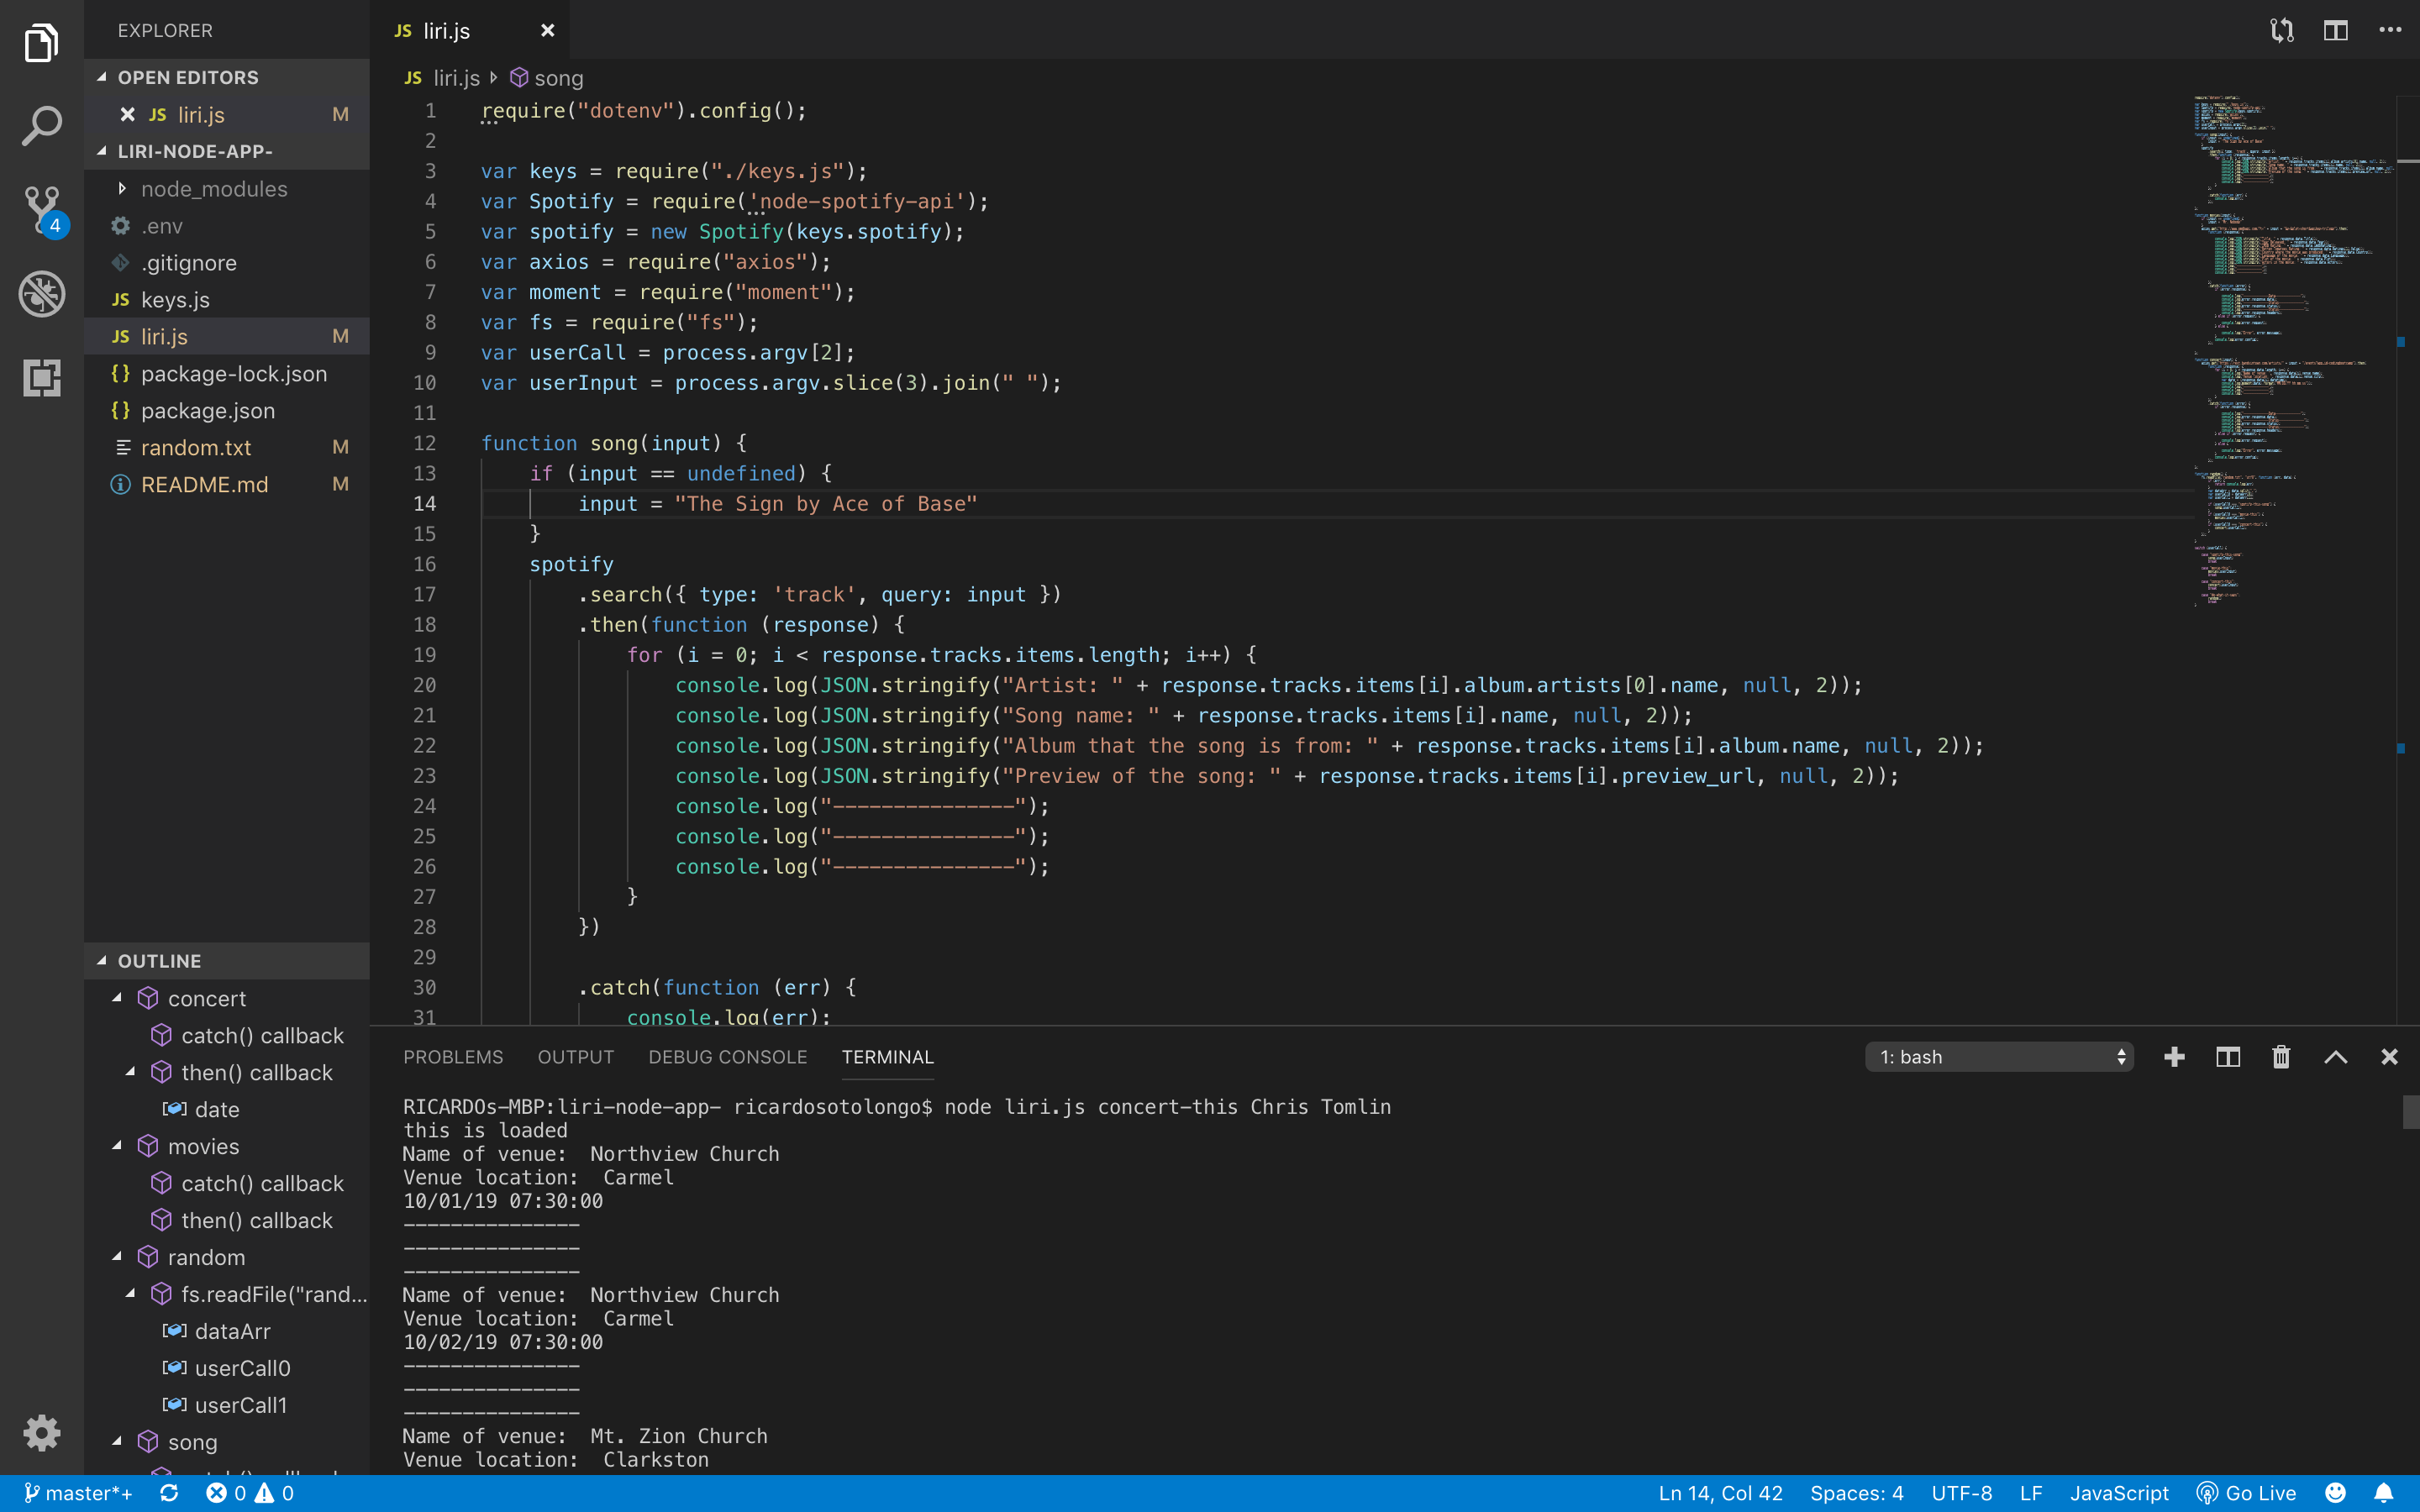 EXPLORER
OPEN EDITORS
JS liri.js M
LIRI-NODE-APP-
node_modules
.env
.gitignore
JS keys.js
JS liri.js M
{} package-lock.json
{} package.json
random.txt M
README.md M
4
OUTLINE
concert
catch() callback
then() callback
date
movies
catch() callback
then() callback
random
fs.readFile("rand...
dataArr
userCall0
userCall1
song
JS liri.js
JS liri.js song
1 require("dotenv").config();
2
3 var keys = require("./keys.js");
4 var Spotify = require('node-spotify-api');
5 var spotify = new Spotify(keys.spotify);
6 var axios = require("axios");
7 var moment = require("moment");
8 var fs = require("fs");
9 var userCall = process.argv[2];
10 var userInput = process.argv.slice(3).join(" ");
11
12 function song(input) {
13 if (input == undefined) {
14 input = "The Sign by Ace of Base"
15 }
16 spotify
17 .search({ type: 'track', query: input })
18 .then(function (response) {
19 for (i = 0; i < response.tracks.items.length; i++) {
20 console.log(JSON.stringify("Artist: " + response.tracks.items[i].album.artists[0].name, null, 2));
21 console.log(JSON.stringify("Song name: " + response.tracks.items[i].name, null, 2));
22 console.log(JSON.stringify("Album that the song is from: " + response.tracks.items[i].album.name, null, 2));
23 console.log(JSON.stringify("Preview of the song: " + response.tracks.items[i].preview_url, null, 2));
24 console.log("---------------");
25 console.log("---------------");
26 console.log("---------------");
27 }
28 })
29
30 .catch(function (err) {
31 console.log(err);
PROBLEMS OUTPUT DEBUG CONSOLE TERMINAL 1: bash
RICARDOs-MBP:liri-node-app- ricardosotolongo$ node liri.js concert-this Chris Tomlin
this is loaded
Name of venue:  Northview Church
Venue location:  Carmel
10/01/19 07:30:00
---------------
---------------
---------------
Name of venue:  Northview Church
Venue location:  Carmel
10/02/19 07:30:00
---------------
---------------
---------------
Name of venue:  Mt. Zion Church
Venue location:  Clarkston
master*+ 0 0 Ln 14, Col 42 Spaces: 4 UTF-8 LF JavaScript Go Live